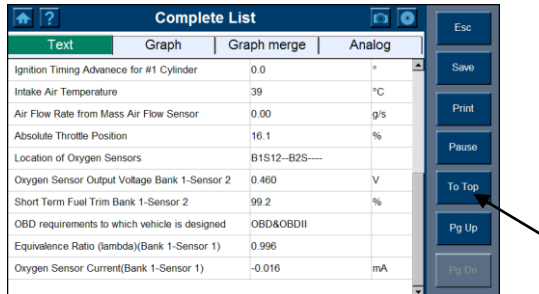 ? Complete List
Esc
Text Graph Graph merge Analog
Ignition Timing Advanece for #1 Cylinder 0.0 °
Save
Intake Air Temperature 39 °C
Air Flow Rate from Mass Air Flow Sensor 0.00 g/s
Print
Absolute Throttle Position 16.1 %
Pause
Location of Oxygen Sensors B1S12--B2S----
Oxygen Sensor Output Voltage Bank 1-Sensor 2 0.460 V
To Top
Short Term Fuel Trim Bank 1-Sensor 2 99.2 %
OBD requirements to which vehicle is designed OBD&OBDII
Pg Up
Equivalence Ratio (lambda)(Bank 1-Sensor 1) 0.996
Oxygen Sensor Current(Bank 1-Sensor 1) -0.016 mA
Pg Dn